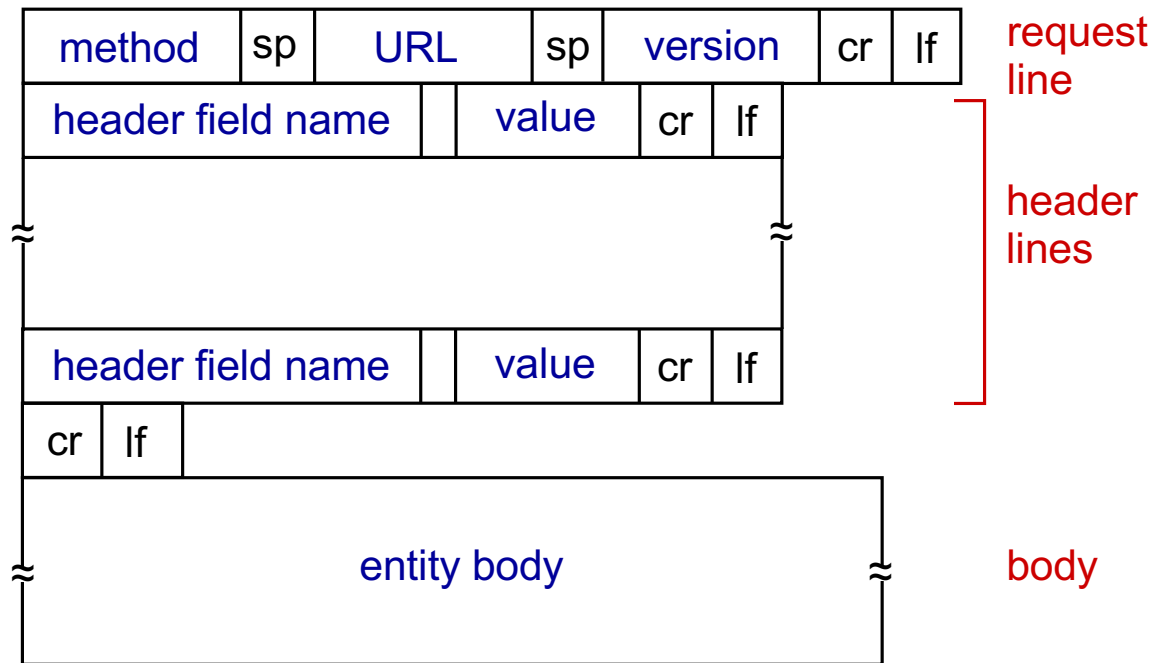 method sp URL sp version cr lf request
line
header field name value cr lf
header
lines
header field name value cr lf
cr lf
entity body body